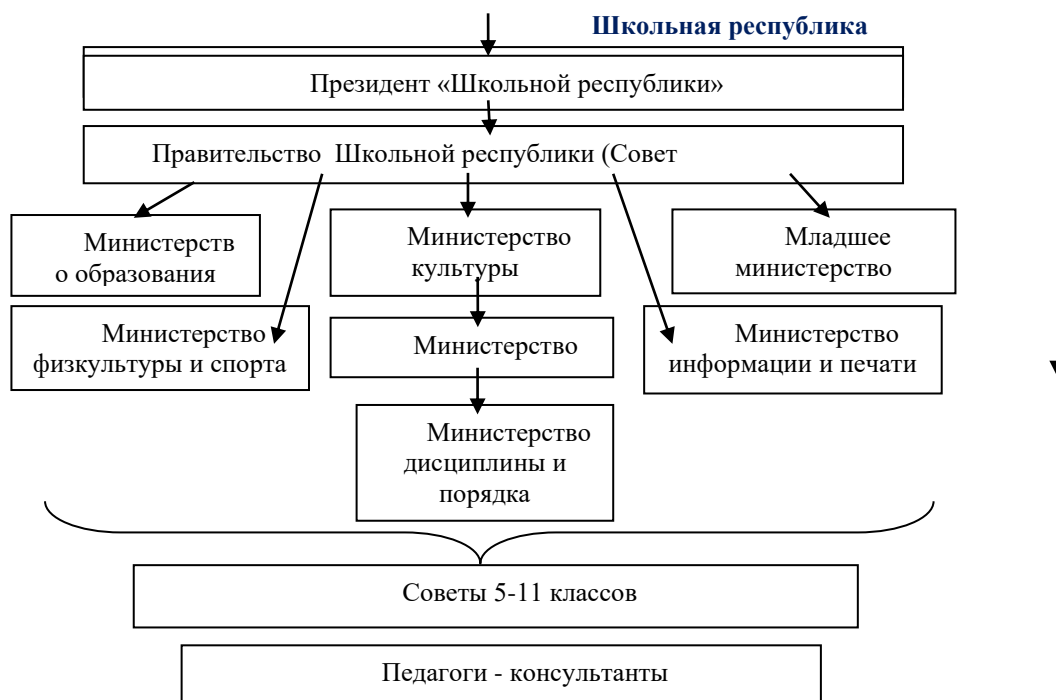 Школьная республика
Президент «Школьной республики»
Правительство Школьной республики (Совет
Министерств
о образования
Министерство
культуры
Младшее
министерство
Министерство
физкультуры и спорта
Министерство
Министерство
информации и печати
Министерство
дисциплины и
порядка
Советы 5-11 классов
Педагоги - консультанты